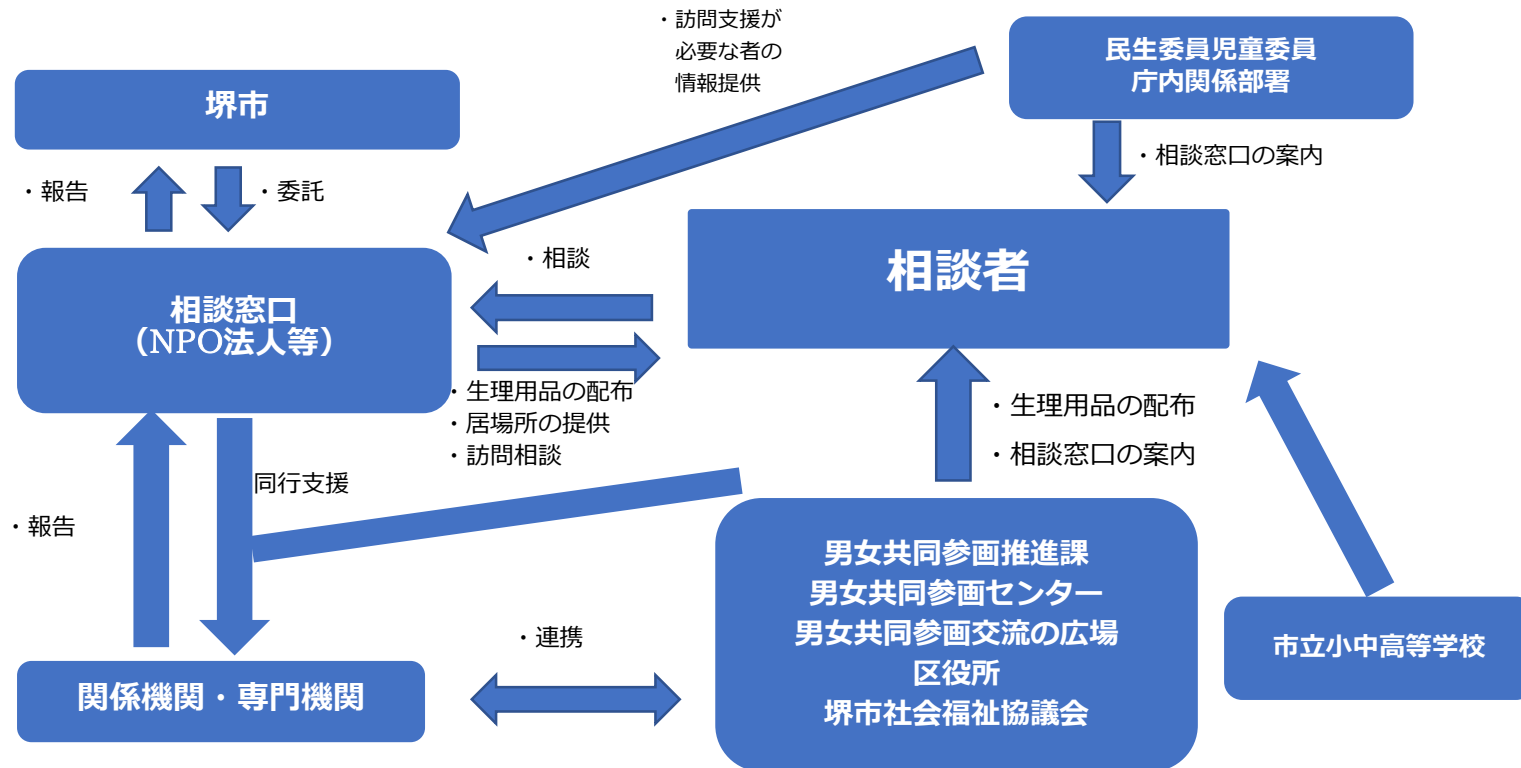 ・訪問支援が
必要な者の
情報提供
民生委員児童委員
庁内関係部署
堺市
・報告
・委託
・相談窓口の案内
相談者
・相談
相談窓口
（NPO法人等）
・生理用品の配布
・居場所の提供
・訪問相談
・生理用品の配布
・相談窓口の案内
同行支援
・報告
男女共同参画推進課
男女共同参画センター
男女共同参画交流の広場
区役所
堺市社会福祉協議会
・連携
市立小中高等学校
関係機関・専門機関